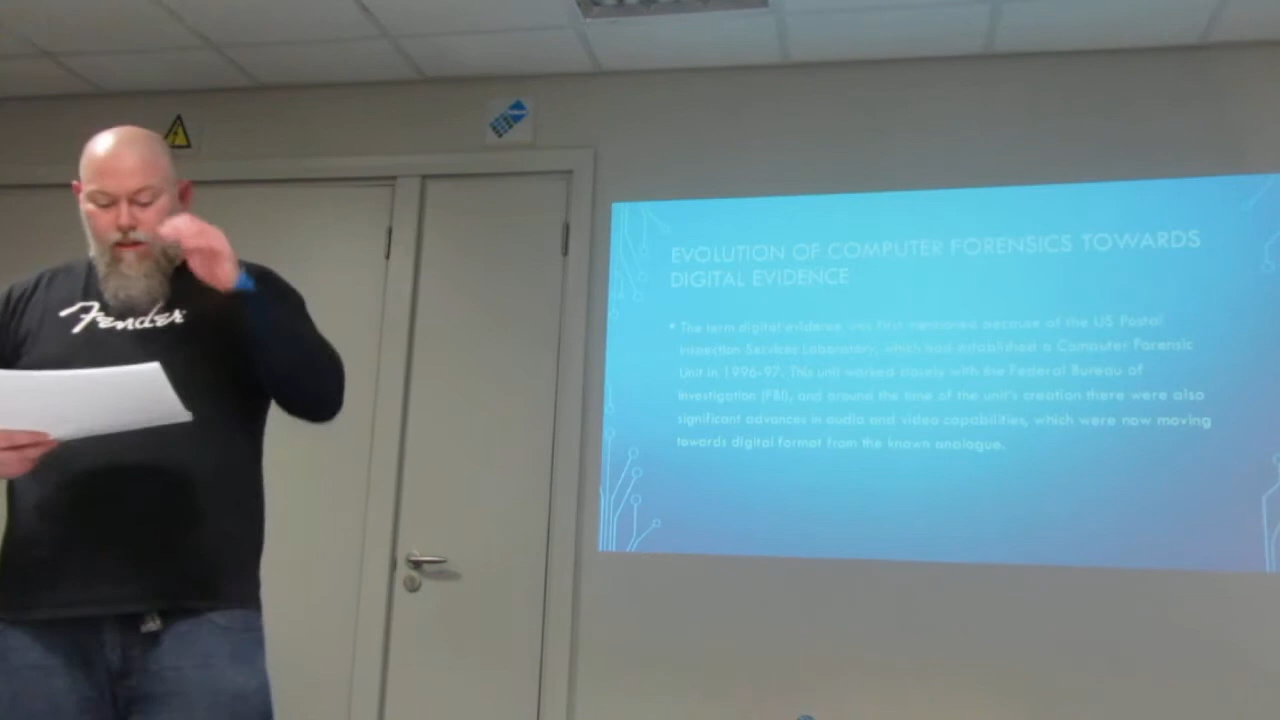 Fender
EVOLUTION OF COMPUTER FORENSICS TOWARDS
DIGITAL EVIDENCE
• The term digital evidence was first mentioned because of the US Postal
Inspection Services Laboratory, which had established a Computer Forensic
Unit in 1996-97. This unit worked closely with the Federal Bureau of
Investigation (FBI), and around the time of the unit's creation there were also
significant advances in audio and video capabilities, which were now moving
towards digital format from the known analogue.